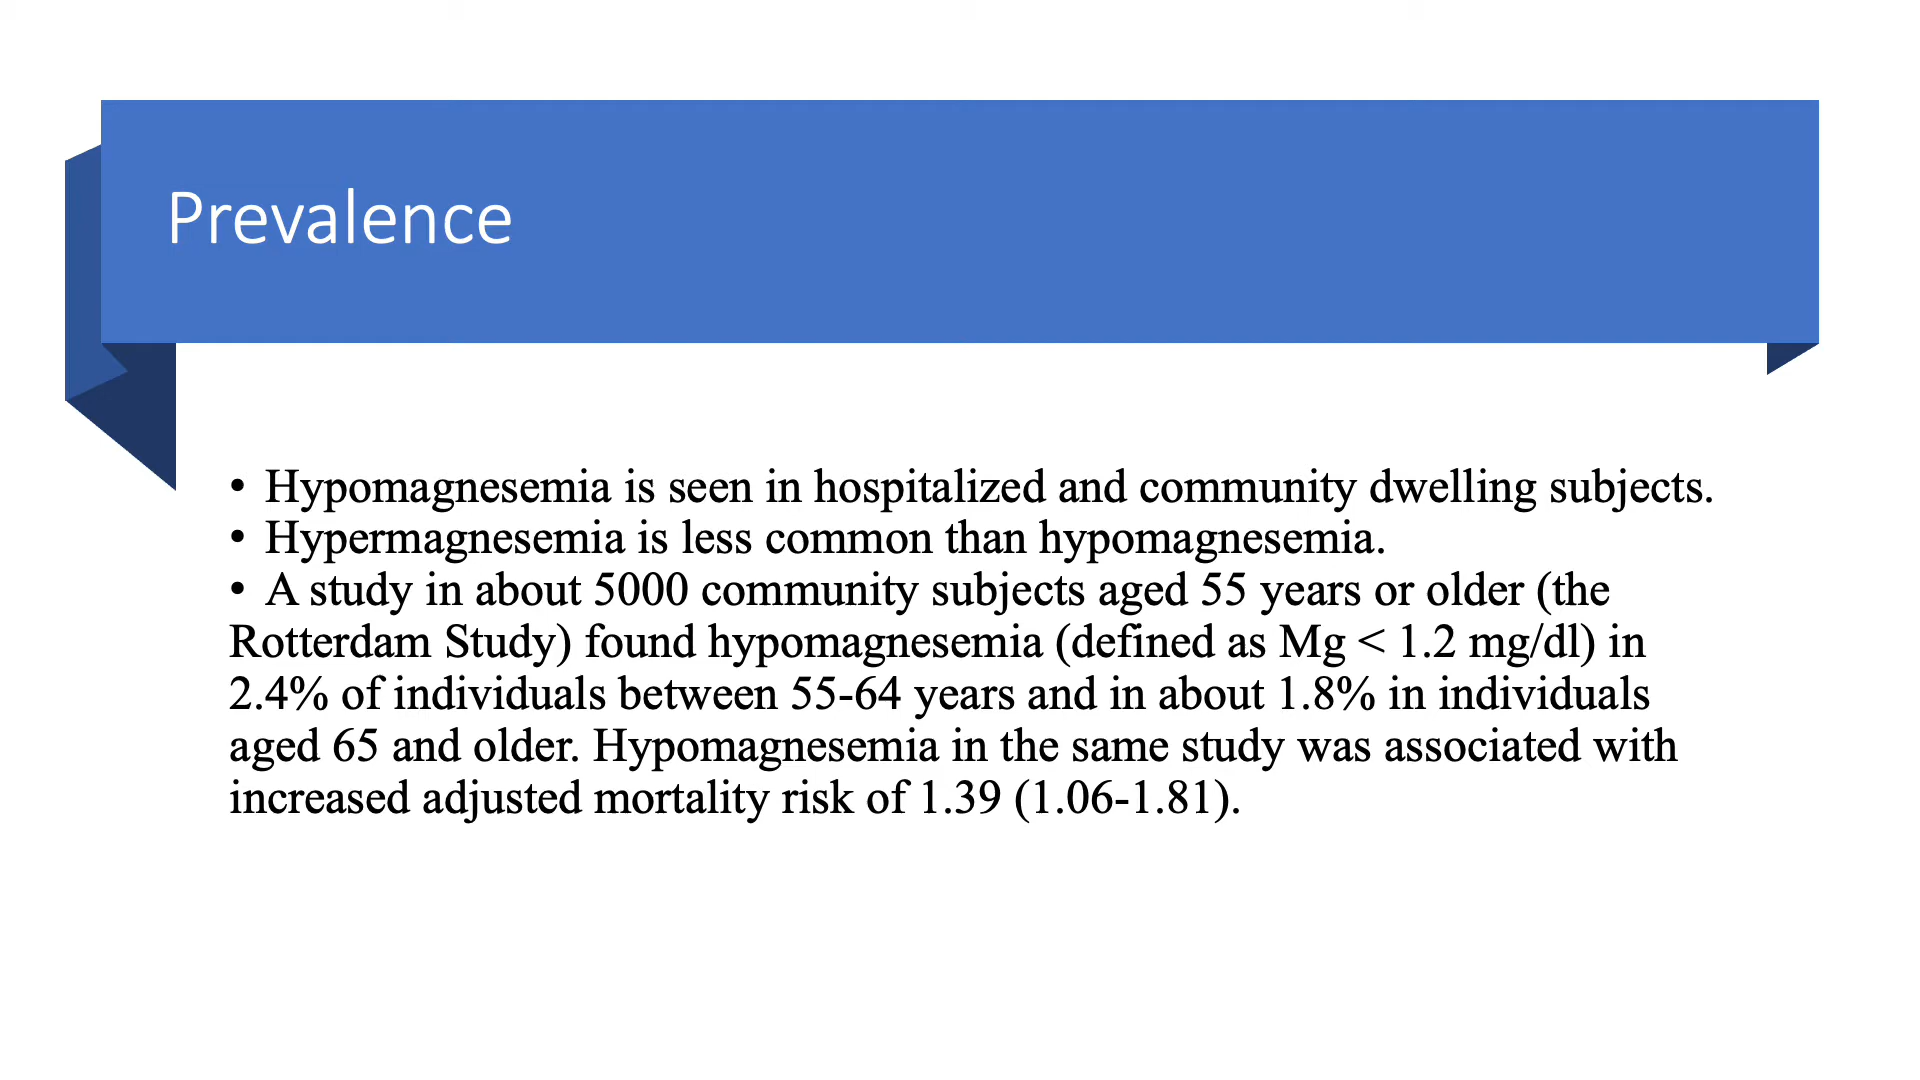 Prevalence
• Hypomagnesemia is seen in hospitalized and community dwelling subjects.
• Hypermagnesemia is less common than hypomagnesemia.
• A study in about 5000 community subjects aged 55 years or older (the
Rotterdam Study) found hypomagnesemia (defined as Mg < 1.2 mg/dl) in
2.4% of individuals between 55-64 years and in about 1.8% in individuals
aged 65 and older. Hypomagnesemia in the same study was associated with
increased adjusted mortality risk of 1.39 (1.06-1.81).